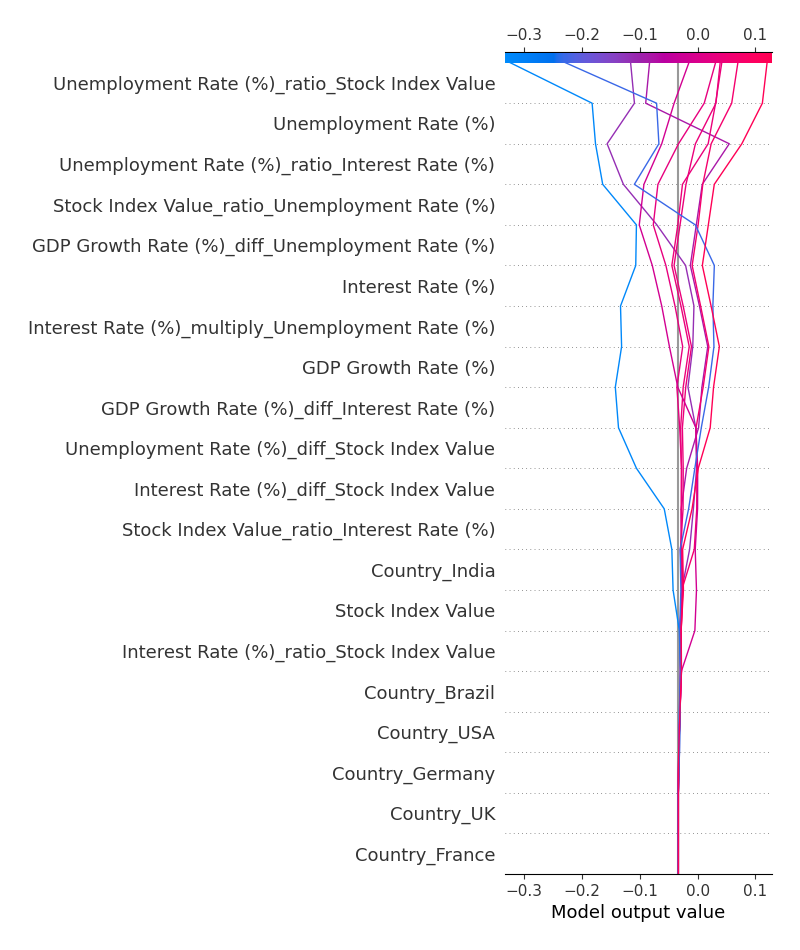 −0.3 −0.2 −0.1 0.0 0.1
Unemployment Rate (%)_ratio_Stock Index Value
Unemployment Rate (%)
Unemployment Rate (%)_ratio_Interest Rate (%)
Stock Index Value_ratio_Unemployment Rate (%)
GDP Growth Rate (%)_diff_Unemployment Rate (%)
Interest Rate (%)
Interest Rate (%)_multiply_Unemployment Rate (%)
GDP Growth Rate (%)
GDP Growth Rate (%)_diff_Interest Rate (%)
Unemployment Rate (%)_diff_Stock Index Value
Interest Rate (%)_diff_Stock Index Value
Stock Index Value_ratio_Interest Rate (%)
Country_India
Stock Index Value
Interest Rate (%)_ratio_Stock Index Value
Country_Brazil
Country_USA
Country_Germany
Country_UK
Country_France
−0.3 −0.2 −0.1 0.0 0.1
Model output value